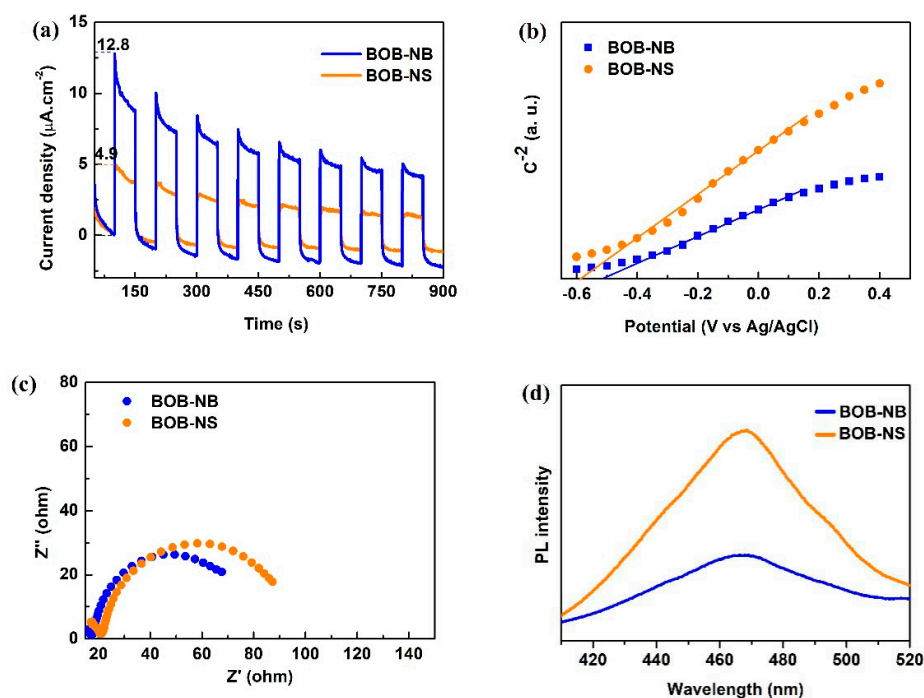 (a)
15
12.8
10
4.9
5
0
150
300
450
600
750
900
Current density (μA.cm⁻²)
Time (s)
BOB-NB
BOB-NS
(b)
BOB-NB
BOB-NS
C⁻² (a. u.)
-0.6
-0.4
-0.2
0.0
0.2
0.4
Potential (V vs Ag/AgCl)
(c)
80
60
40
20
0
20
40
60
80
100
120
140
BOB-NB
BOB-NS
Z'' (ohm)
Z' (ohm)
(d)
BOB-NB
BOB-NS
PL intensity
420
440
460
480
500
520
Wavelength (nm)